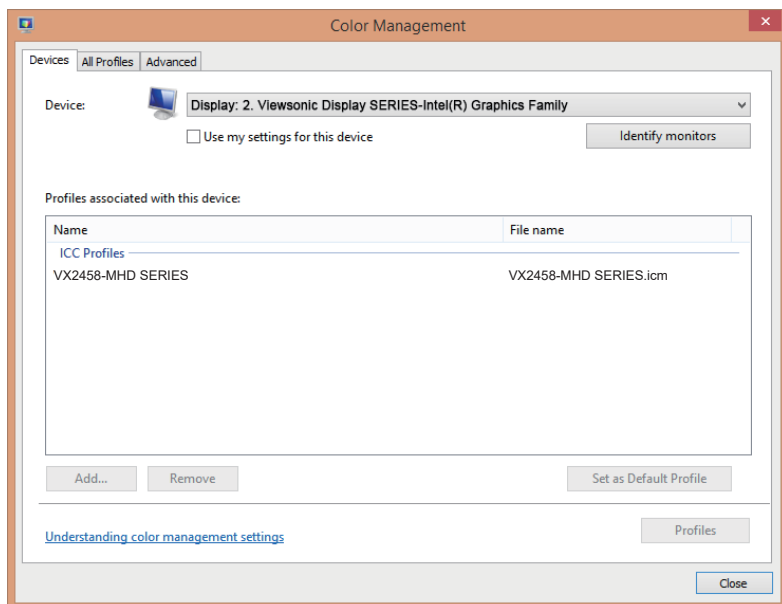 Color Management
Devices All Profiles Advanced
Device: Display: 2. Viewsonic Display SERIES-Intel(R) Graphics Family
Use my settings for this device Identify monitors
Profiles associated with this device:
Name File name
ICC Profiles
VX2458-MHD SERIES VX2458-MHD SERIES.icm
Add... Remove Set as Default Profile
Understanding color management settings Profiles
Close